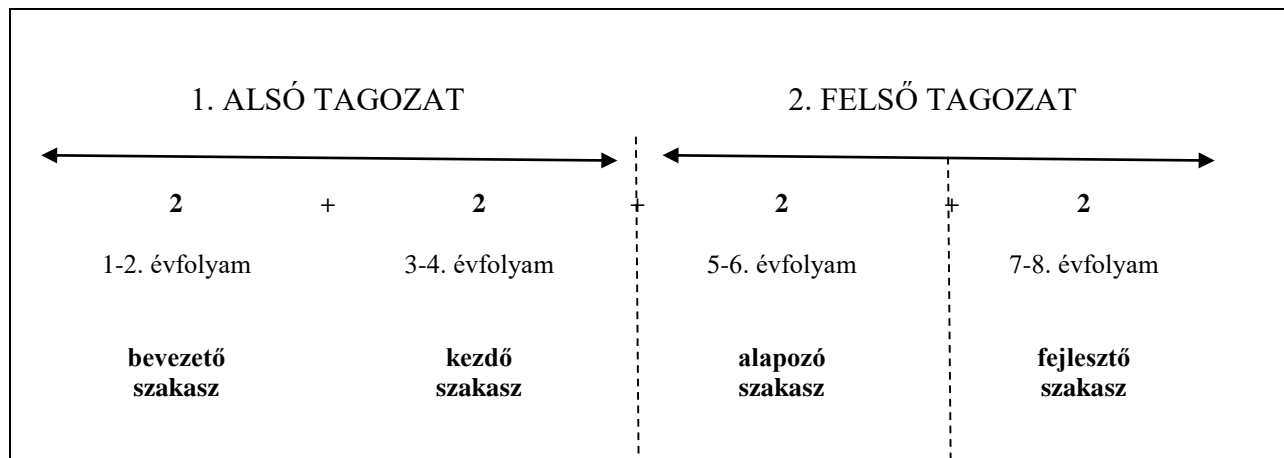 1. ALSÓ TAGOZAT 2. FELSŐ TAGOZAT
2 + 2 + 2 + 2
1-2. évfolyam 3-4. évfolyam 5-6. évfolyam 7-8. évfolyam
bevezető kezdő alapozó fejlesztő
szakasz szakasz szakasz szakasz